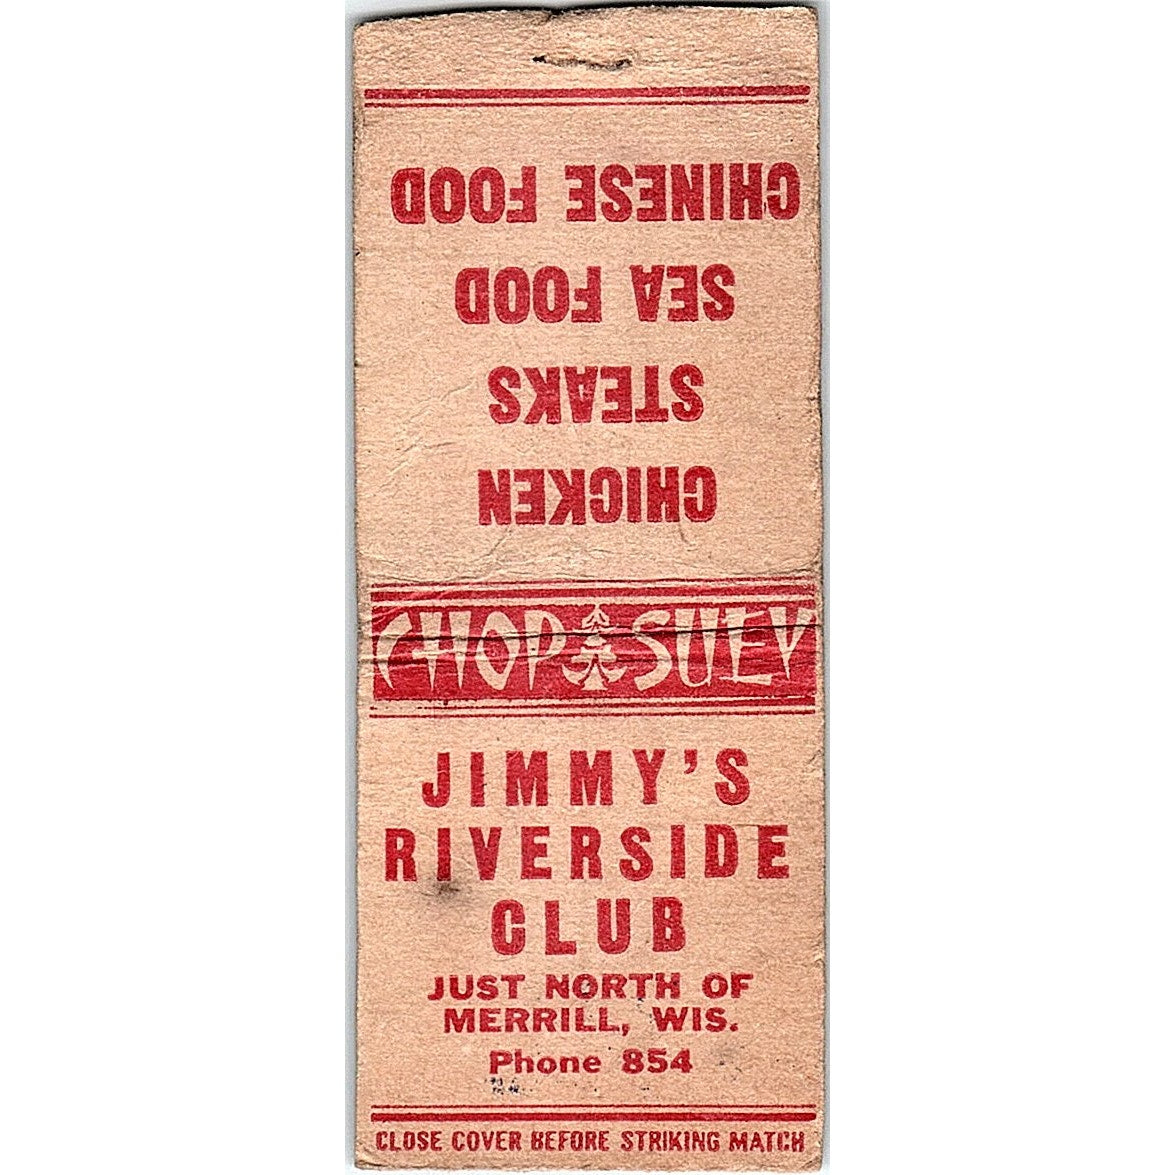 CHICKEN
STEAKS
SEA FOOD
CHINESE FOOD
CHOP SUEY
JIMMY'S
RIVERSIDE
CLUB
JUST NORTH OF
MERRILL, WIS.
Phone 854
CLOSE COVER BEFORE STRIKING MATCH